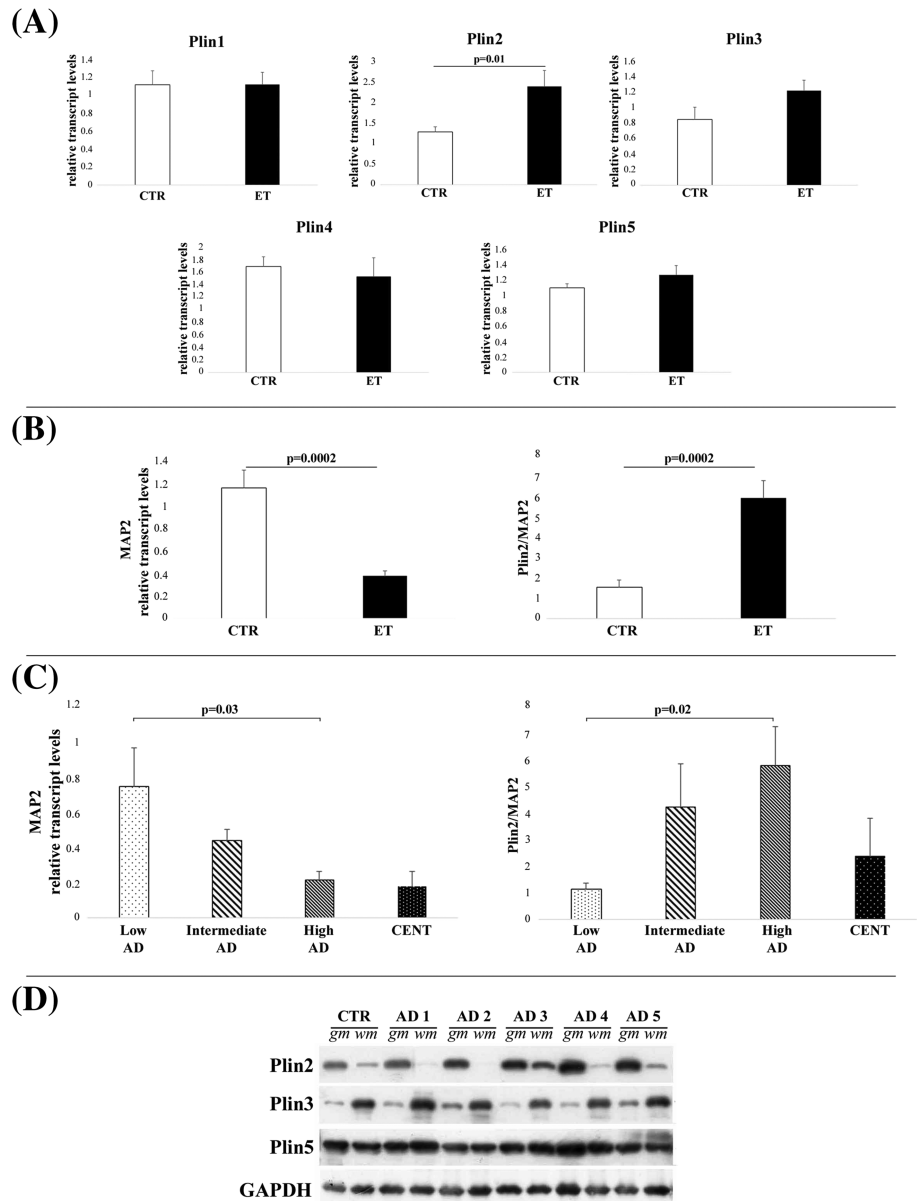 (A)
Plin1
relative transcript levels
1.4
1.2
1
0.8
0.6
0.4
0.2
0
CTR ET
Plin2
p=0.01
relative transcript levels
3
2.5
2
1.5
1
0.5
0
CTR ET
Plin3
relative transcript levels
1.6
1.4
1.2
1
0.8
0.6
0.4
0.2
0
CTR ET
Plin4
relative transcript levels
2
1.8
1.6
1.4
1.2
1
0.8
0.6
0.4
0.2
0
CTR ET
Plin5
relative transcript levels
1.6
1.4
1.2
1
0.8
0.6
0.4
0.2
0
CTR ET
(B)
MAP2
relative transcript levels
p=0.0002
1.4
1.2
1
0.8
0.6
0.4
0.2
0
CTR ET
Plin2/MAP2
p=0.0002
8
7
6
5
4
3
2
1
0
CTR ET
(C)
MAP2
relative transcript levels
p=0.03
1.2
1
0.8
0.6
0.4
0.2
0
Low Intermediate High CENT
AD AD AD
Plin2/MAP2
p=0.02
8
7
6
5
4
3
2
1
0
Low Intermediate High CENT
AD AD AD
(D)
CTR AD 1 AD 2 AD 3 AD 4 AD 5
gm wm gm wm gm wm gm wm gm wm gm wm
Plin2
Plin3
Plin5
GAPDH